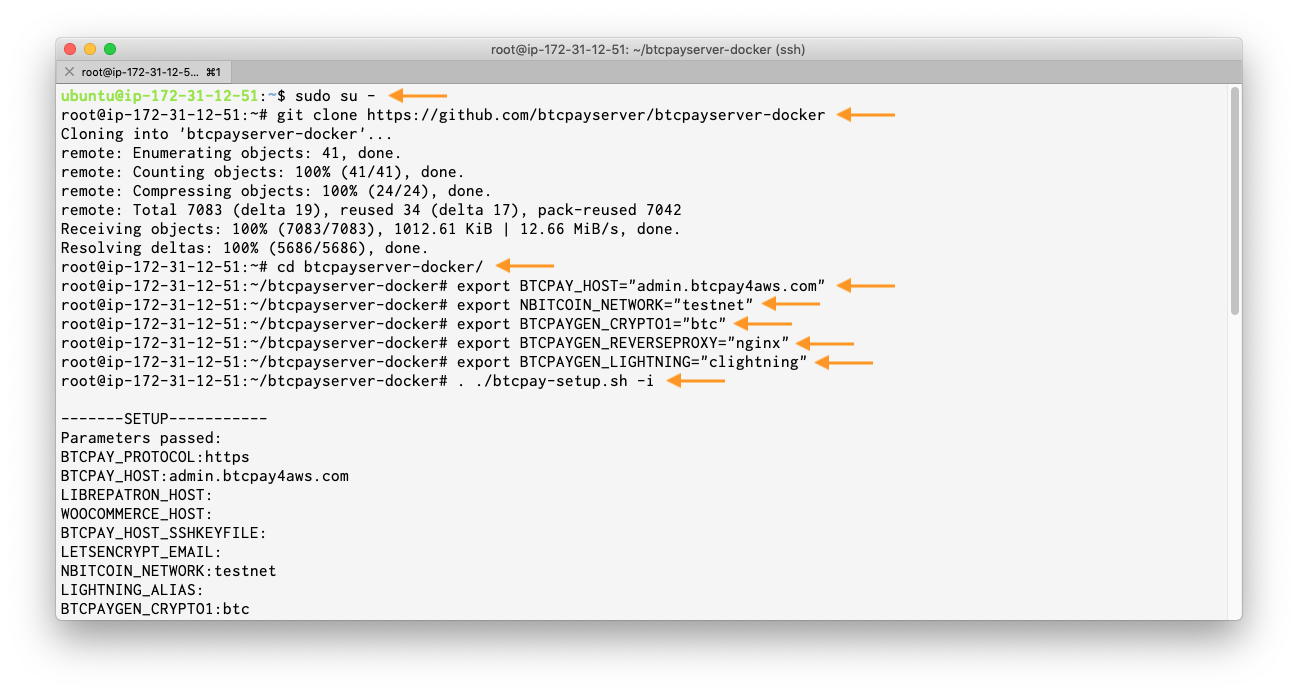 root@ip-172-31-12-51: ~/btcpayserver-docker (ssh)
root@ip-172-31-12-5... ⌘1
ubuntu@ip-172-31-12-51:~$ sudo su -
root@ip-172-31-12-51:~# git clone https://github.com/btcpayserver/btcpayserver-docker
Cloning into 'btcpayserver-docker'...
remote: Enumerating objects: 41, done.
remote: Counting objects: 100% (41/41), done.
remote: Compressing objects: 100% (24/24), done.
remote: Total 7083 (delta 19), reused 34 (delta 17), pack-reused 7042
Receiving objects: 100% (7083/7083), 1012.61 KiB | 12.66 MiB/s, done.
Resolving deltas: 100% (5686/5686), done.
root@ip-172-31-12-51:~# cd btcpayserver-docker/
root@ip-172-31-12-51:~/btcpayserver-docker# export BTCPAY_HOST="admin.btcpay4aws.com"
root@ip-172-31-12-51:~/btcpayserver-docker# export NBITCOIN_NETWORK="testnet"
root@ip-172-31-12-51:~/btcpayserver-docker# export BTCPAYGEN_CRYPTO1="btc"
root@ip-172-31-12-51:~/btcpayserver-docker# export BTCPAYGEN_REVERSEPROXY="nginx"
root@ip-172-31-12-51:~/btcpayserver-docker# export BTCPAYGEN_LIGHTNING="clightning"
root@ip-172-31-12-51:~/btcpayserver-docker# . ./btcpay-setup.sh -i
-------SETUP-----------
Parameters passed:
BTCPAY_PROTOCOL:https
BTCPAY_HOST:admin.btcpay4aws.com
LIBREPATRON_HOST:
WOOCOMMERCE_HOST:
BTCPAY_HOST_SSHKEYFILE:
LETSENCRYPT_EMAIL:
NBITCOIN_NETWORK:testnet
LIGHTNING_ALIAS:
BTCPAYGEN_CRYPTO1:btc